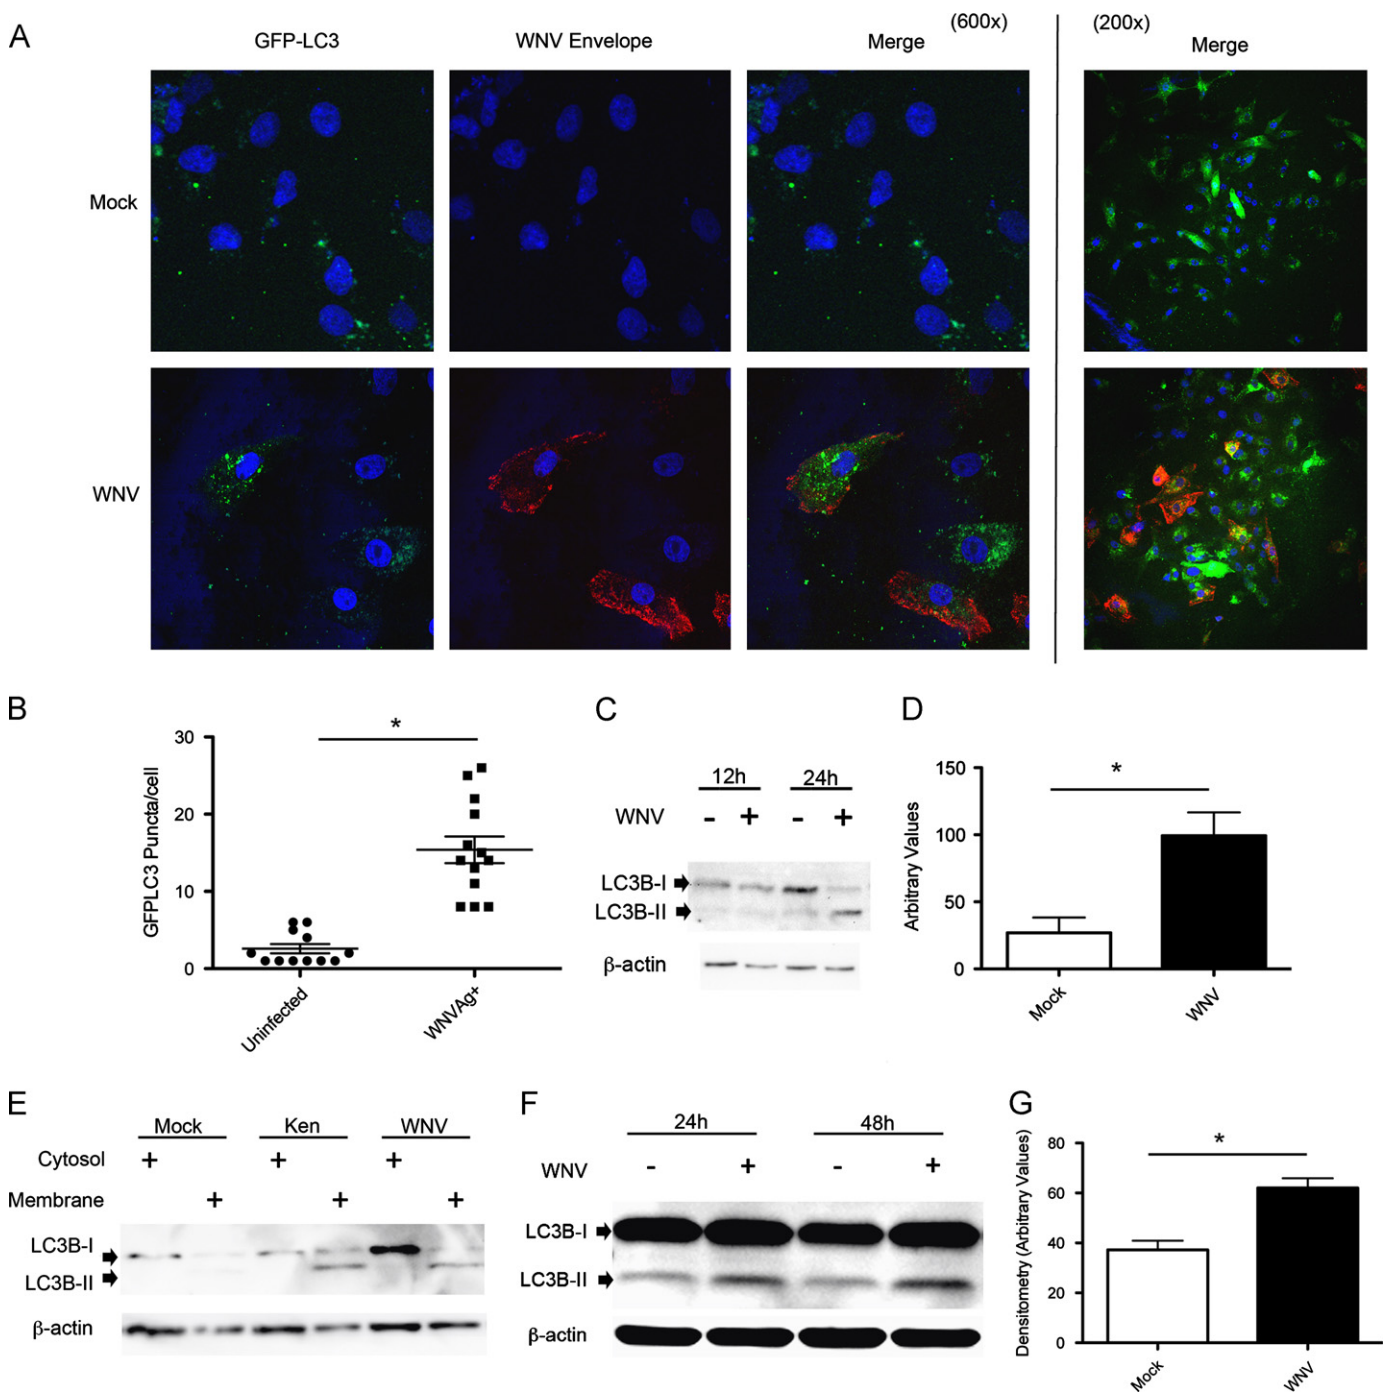 A
GFP-LC3
WNV Envelope
Merge
(600x)
(200x)
Merge
Mock
WNV
B
*
30
20
10
0
GFPLC3 Puncta/cell
Uninfected
WNVAg+
C
12h
24h
WNV
- + - +
LC3B-I
LC3B-II
β-actin
D
*
150
100
50
0
Arbitrary Values
Mock
WNV
E
Mock
Ken
WNV
Cytosol
+ + +
Membrane
+ + +
LC3B-I
LC3B-II
β-actin
F
24h
48h
WNV
- + - +
LC3B-I
LC3B-II
β-actin
G
*
80
60
40
20
0
Densitometry (Arbitrary Values)
Mock
WNV